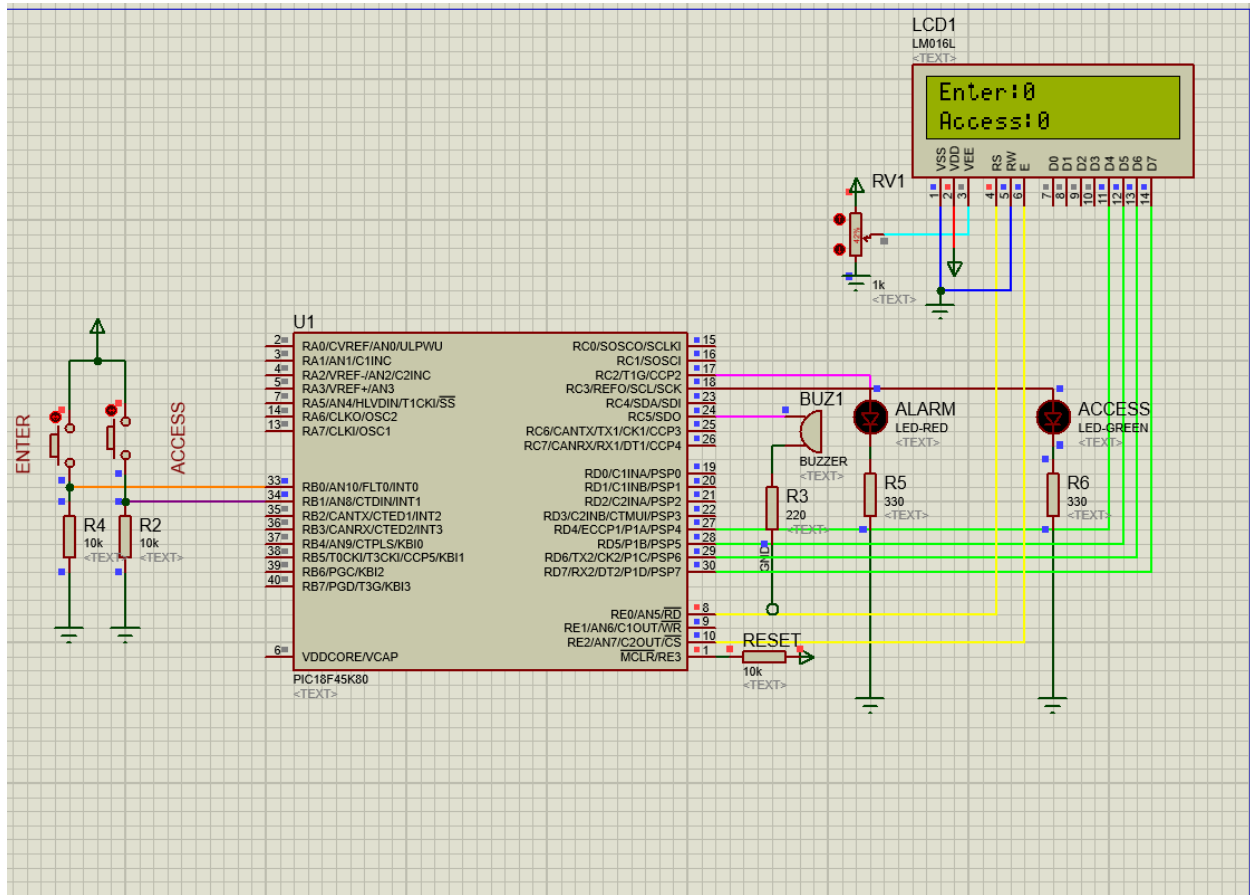 LCD1
LM016L
<TEXT>
Enter:0
Access:0
VSS
VDD
VEE
RS
RW
E
D0
D1
D2
D3
D4
D5
D6
D7
1
2
3
4
5
6
7
8
9
10
11
12
13
14
RV1
42%
1k
<TEXT>
U1
2 RA0/CVREF/AN0/ULPWU
3 RA1/AN1/C1INC
4 RA2/VREF-/AN2/C2INC
5 RA3/VREF+/AN3
7 RA5/AN4/HLVDIN/T1CKI/SS
14 RA6/CLKO/OSC2
13 RA7/CLKI/OSC1
33 RB0/AN10/FLT0/INT0
34 RB1/AN8/CTDIN/INT1
35 RB2/CANTX/CTED1/INT2
36 RB3/CANRX/CTED2/INT3
37 RB4/AN9/CTPLS/KBI0
38 RB5/T0CKI/T3CKI/CCP5/KBI1
39 RB6/PGC/KBI2
40 RB7/PGD/T3G/KBI3
6 VDDCORE/VCAP
RC0/SOSCO/SCLKI 15
RC1/SOSCI 16
RC2/T1G/CCP2 17
RC3/REFO/SCL/SCK 18
RC4/SDA/SDI 23
RC5/SDO 24
RC6/CANTX/TX1/CK1/CCP3 25
RC7/CANRX/RX1/DT1/CCP4 26
RD0/C1INA/PSP0 19
RD1/C1INB/PSP1 20
RD2/C2INA/PSP2 21
RD3/C2INB/CTMUI/PSP3 22
RD4/ECCP1/P1A/PSP4 27
RD5/P1B/PSP5 28
RD6/TX2/CK2/P1C/PSP6 29
RD7/RX2/DT2/P1D/PSP7 30
RE0/AN5/RD 8
RE1/AN6/C1OUT/WR 9
RE2/AN7/C2OUT/CS 10
MCLR/RE3 1
PIC18F45K80
<TEXT>
ENTER
ACCESS
R4
10k
<TEXT>
R2
10k
<TEXT>
BUZ1
BUZZER
<TEXT>
R3
220
<TEXT>
GND
ALARM
LED-RED
<TEXT>
ACCESS
LED-GREEN
<TEXT>
R5
330
<TEXT>
R6
330
<TEXT>
RESET
10k
<TEXT>